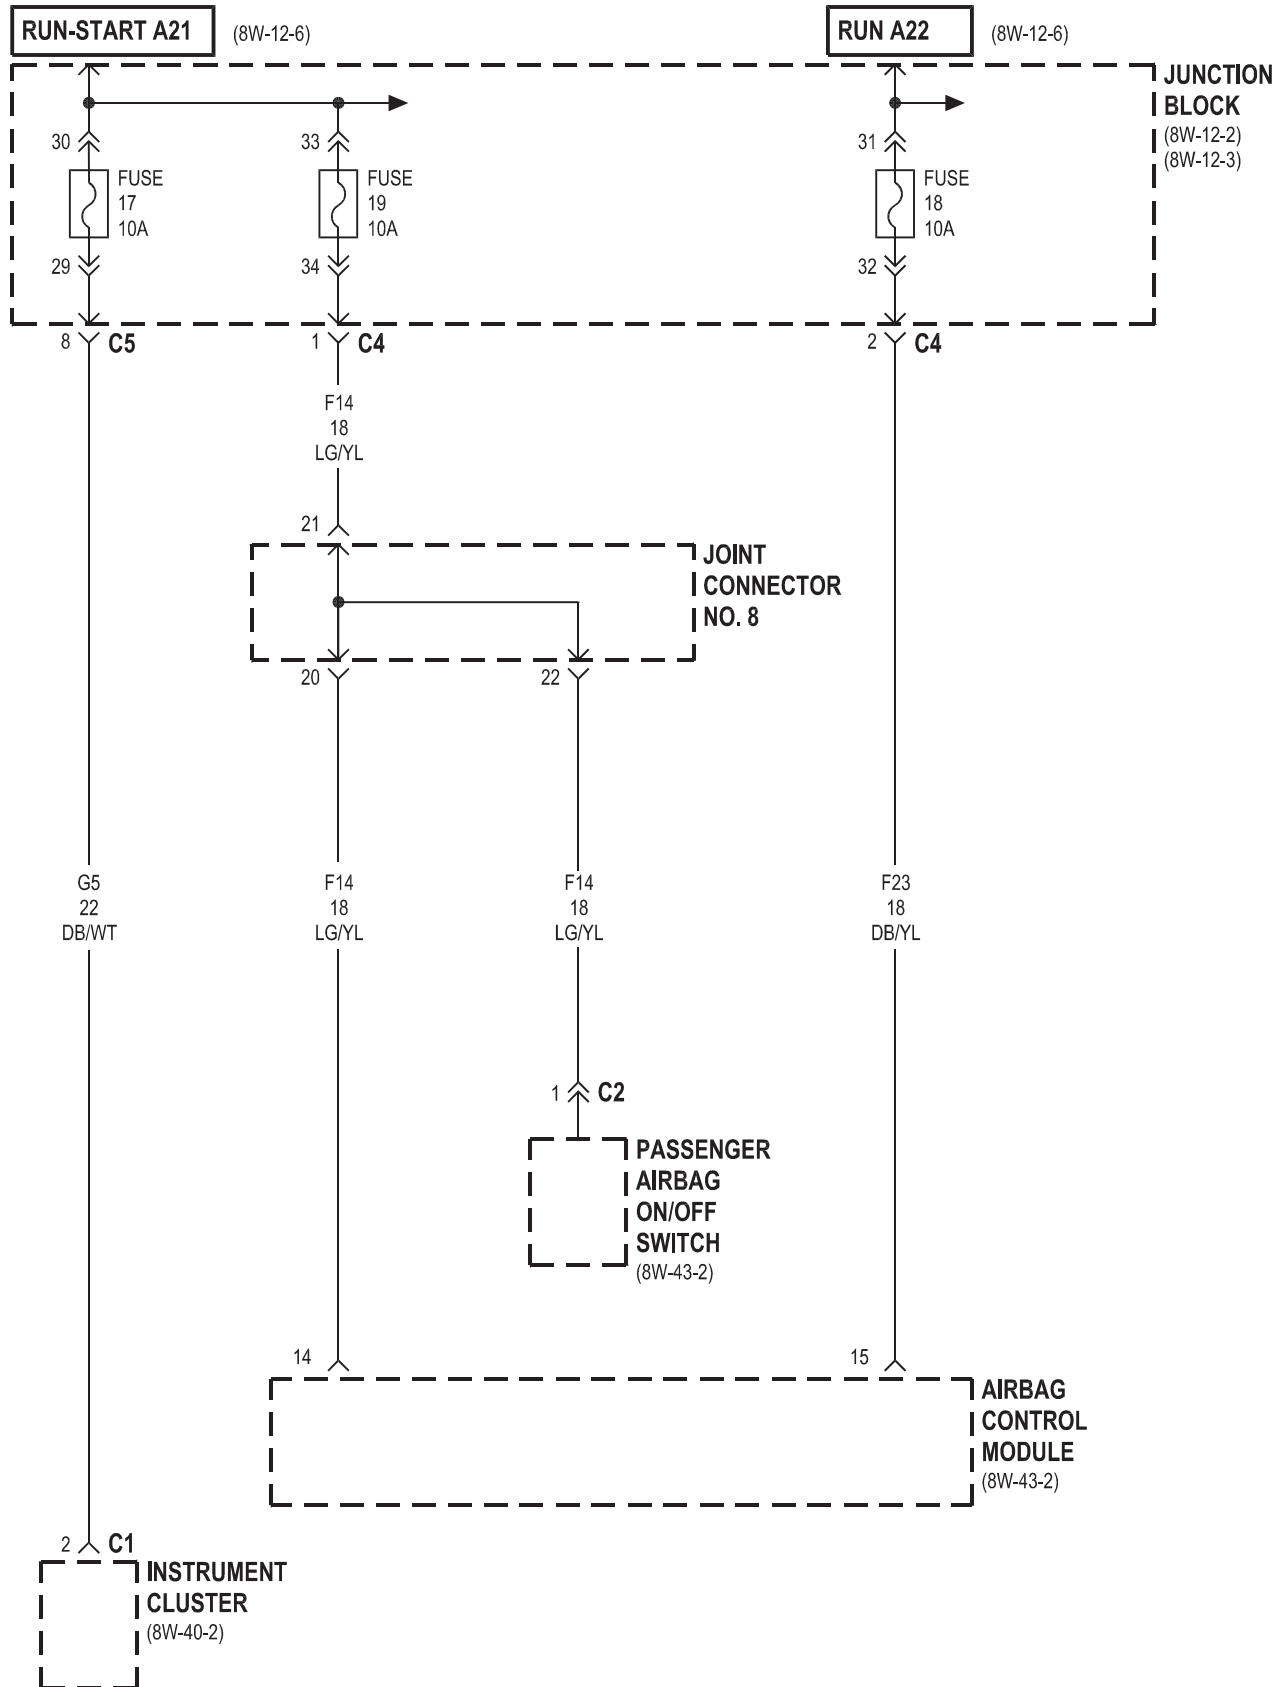 RUN-START A21 (8W-12-6)
RUN A22 (8W-12-6)
JUNCTION
BLOCK
(8W-12-2)
(8W-12-3)
30
FUSE
17
10A
29
33
FUSE
19
10A
34
31
FUSE
18
10A
32
8 C5
1 C4
2 C4
F14
18
LG/YL
21
JOINT
CONNECTOR
NO. 8
20
22
G5
22
DB/WT
F14
18
LG/YL
F14
18
LG/YL
F23
18
DB/YL
1 C2
PASSENGER
AIRBAG
ON/OFF
SWITCH
(8W-43-2)
14
15
AIRBAG
CONTROL
MODULE
(8W-43-2)
2 C1
INSTRUMENT
CLUSTER
(8W-40-2)